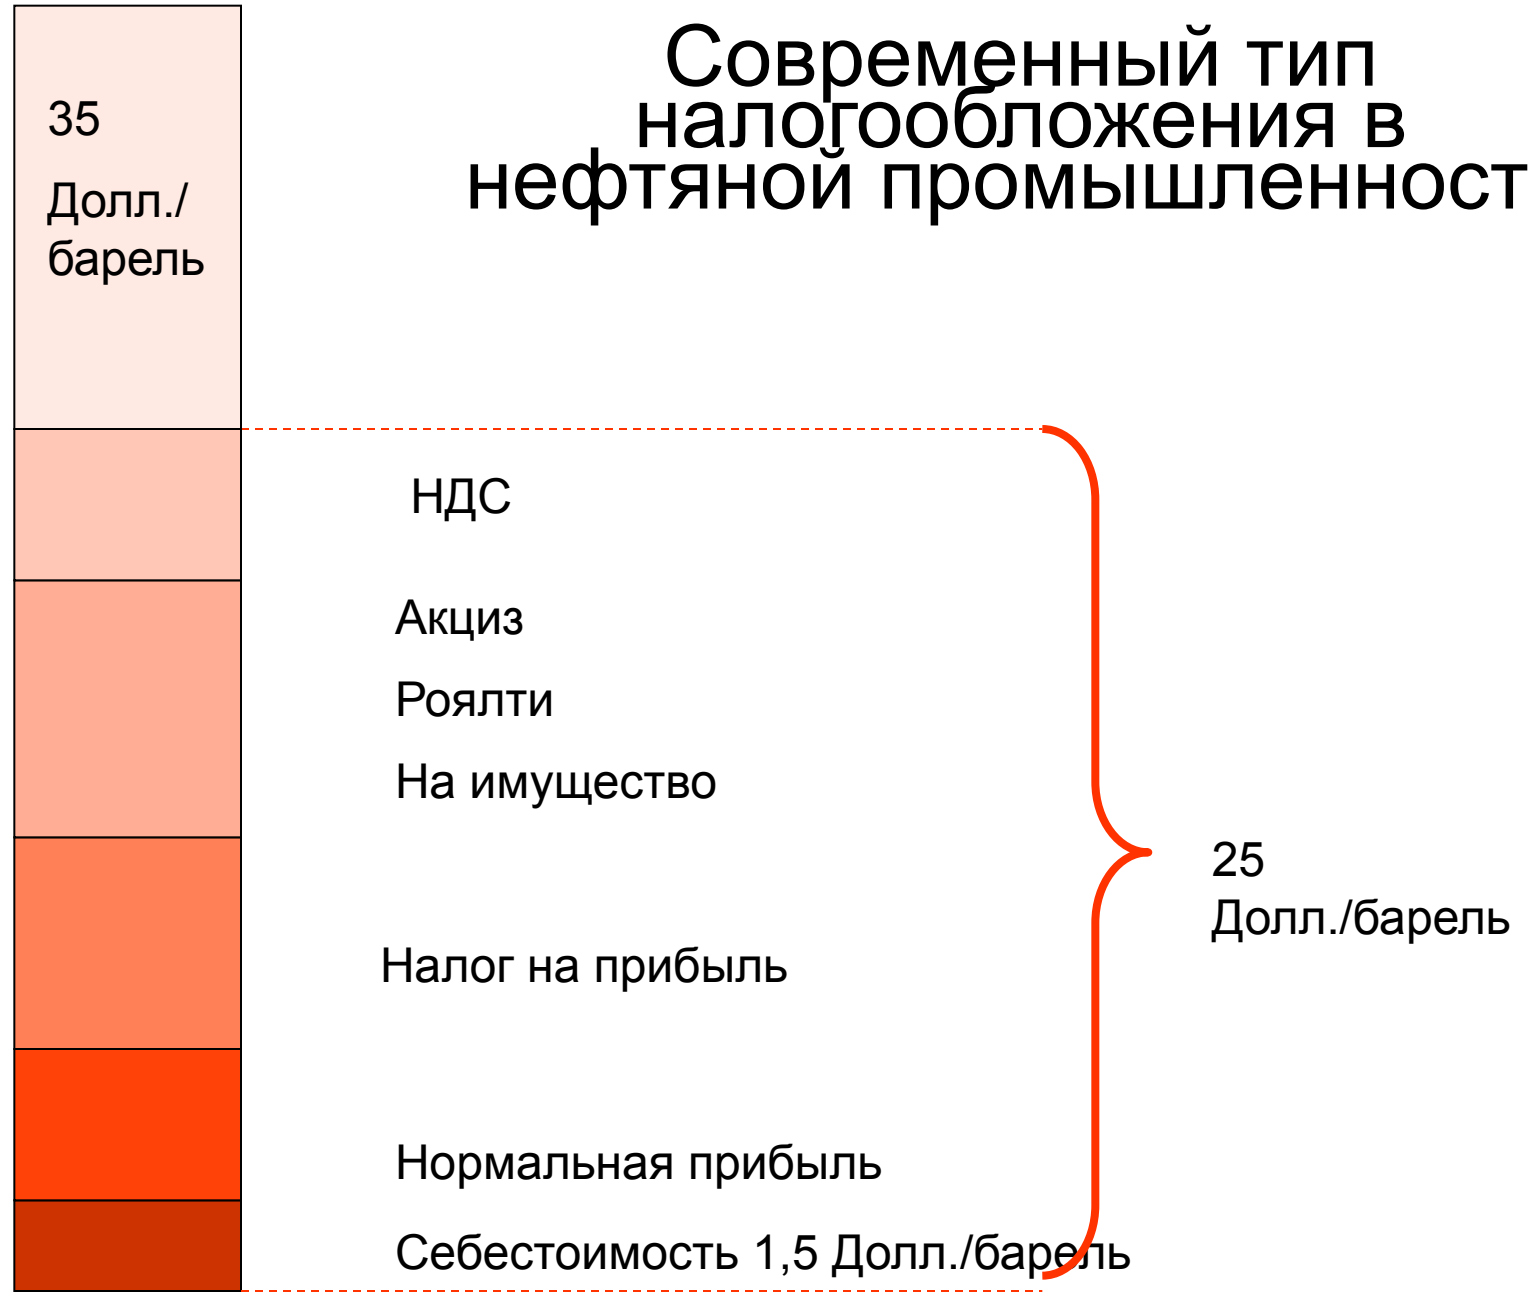 Современный тип
налогообложения в
нефтяной промышленност
35
Долл./
барель
НДС
Акциз
Роялти
На имущество
25
Долл./барель
Налог на прибыль
Нормальная прибыль
Себестоимость 1,5 Долл./барель